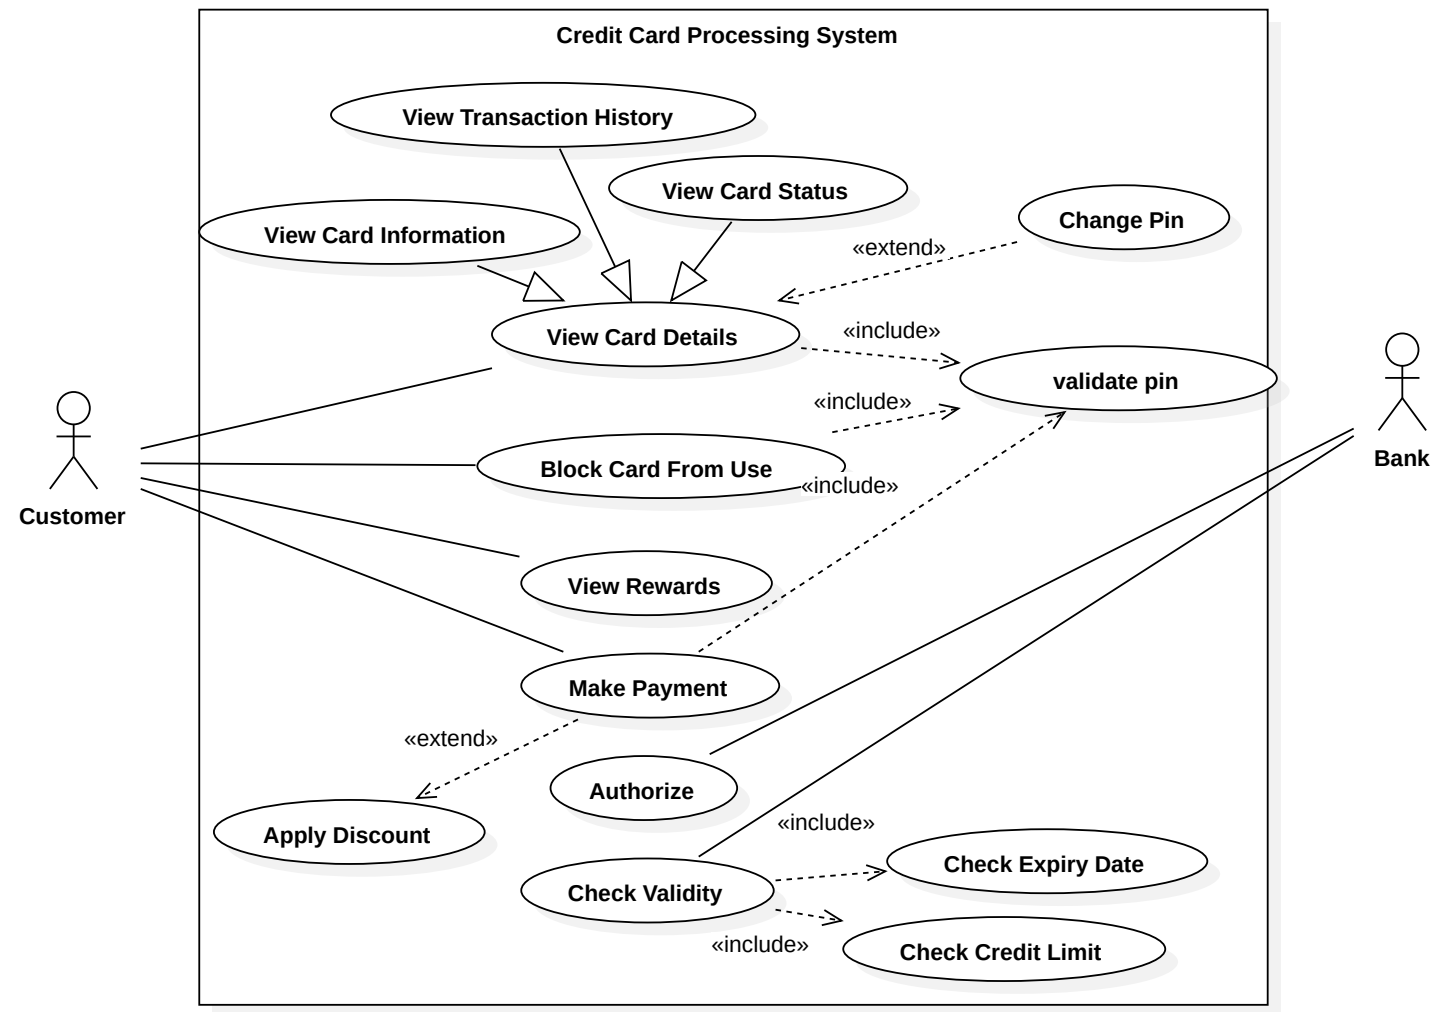 Credit Card Processing System
View Transaction History
View Card Status
View Card Information
Change Pin
«extend»
View Card Details
«include»
validate pin
«include»
Block Card From Use
«include»
Customer
Bank
View Rewards
Make Payment
«extend»
Authorize
Apply Discount
«include»
Check Expiry Date
Check Validity
«include»
Check Credit Limit